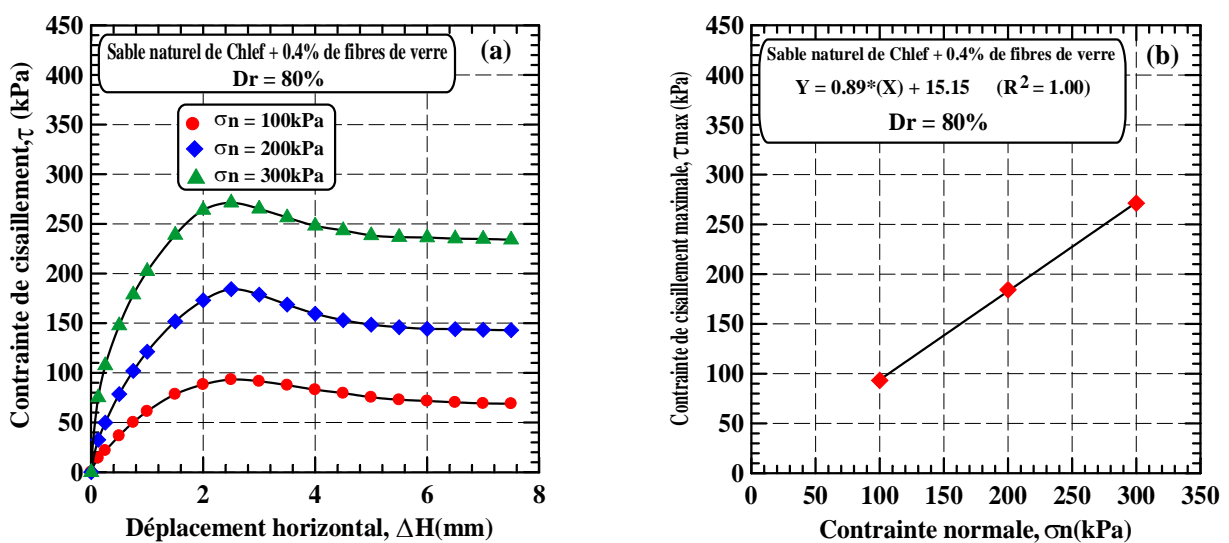 (a)
Sable naturel de Chlef + 0.4% de fibres de verre
Dr = 80%
σn = 100kPa
σn = 200kPa
σn = 300kPa
Contrainte de cisaillement,τ (kPa)
450
400
350
300
250
200
150
100
50
0
0 2 4 6 8
Déplacement horizontal, ΔH(mm)
(b)
Sable naturel de Chlef + 0.4% de fibres de verre
Y = 0.89*(X) + 15.15 (R² = 1.00)
Dr = 80%
Contrainte de cisaillement maximale, τmax (kPa)
450
400
350
300
250
200
150
100
50
0
0 50 100 150 200 250 300 350
Contrainte normale, σn(kPa)